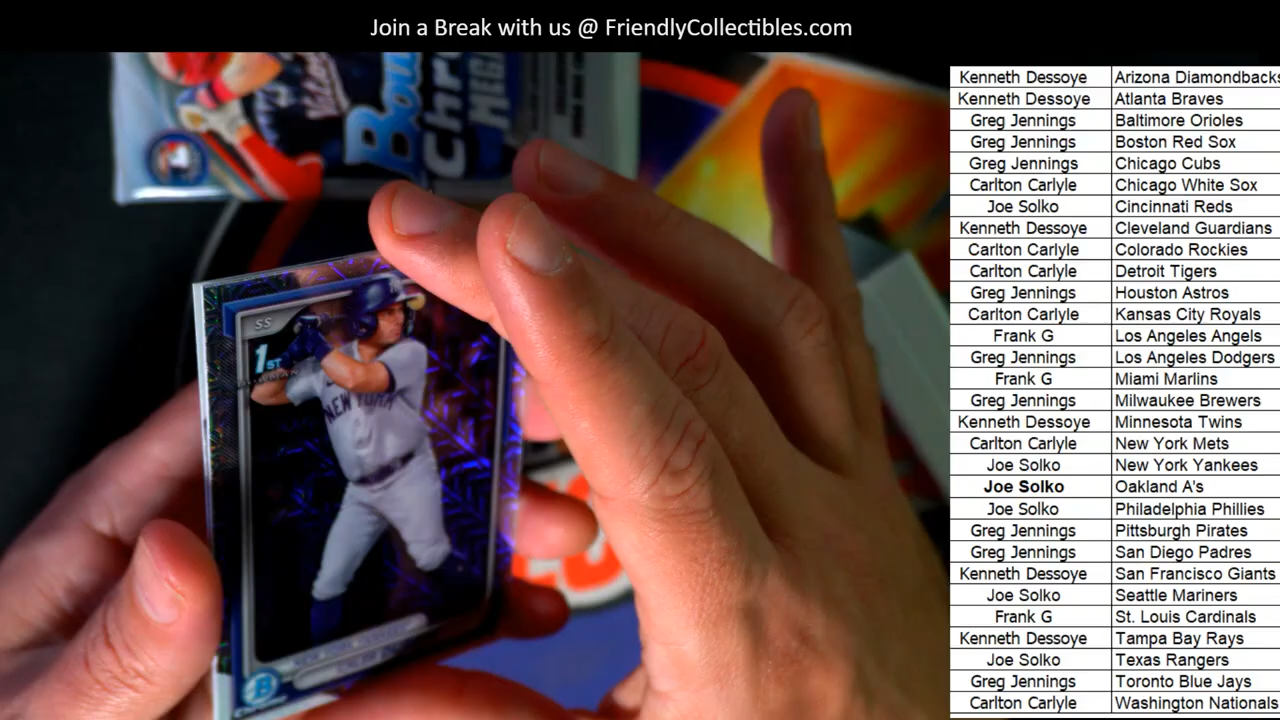 Join a Break with us @ FriendlyCollectibles.com
Chr
MEGA
SS
1ST
NEW YORK
B
Kenneth Dessoye Arizona Diamondbacks
Kenneth Dessoye Atlanta Braves
Greg Jennings Baltimore Orioles
Greg Jennings Boston Red Sox
Greg Jennings Chicago Cubs
Carlton Carlyle Chicago White Sox
Joe Solko Cincinnati Reds
Kenneth Dessoye Cleveland Guardians
Carlton Carlyle Colorado Rockies
Carlton Carlyle Detroit Tigers
Greg Jennings Houston Astros
Carlton Carlyle Kansas City Royals
Frank G Los Angeles Angels
Greg Jennings Los Angeles Dodgers
Frank G Miami Marlins
Greg Jennings Milwaukee Brewers
Kenneth Dessoye Minnesota Twins
Carlton Carlyle New York Mets
Joe Solko New York Yankees
Joe Solko Oakland A's
Joe Solko Philadelphia Phillies
Greg Jennings Pittsburgh Pirates
Greg Jennings San Diego Padres
Kenneth Dessoye San Francisco Giants
Joe Solko Seattle Mariners
Frank G St. Louis Cardinals
Kenneth Dessoye Tampa Bay Rays
Joe Solko Texas Rangers
Greg Jennings Toronto Blue Jays
Carlton Carlyle Washington Nationals